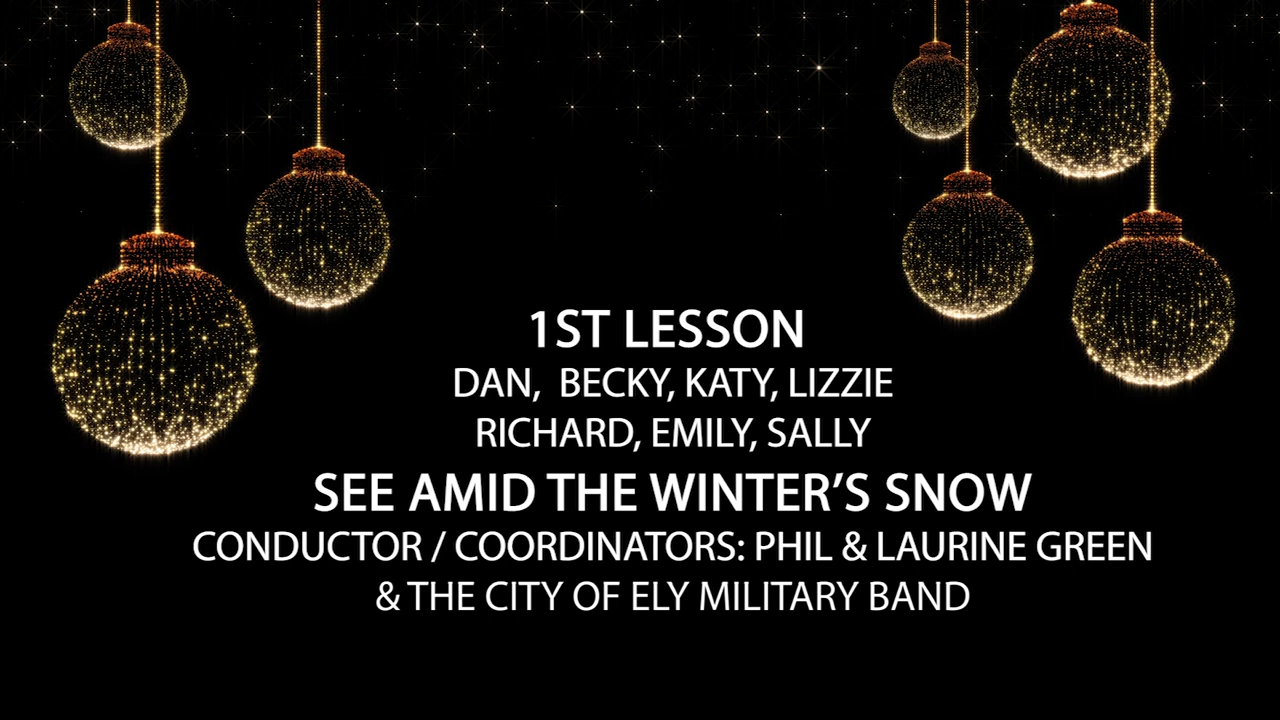 1ST LESSON
DAN,  BECKY, KATY, LIZZIE
RICHARD, EMILY, SALLY
SEE AMID THE WINTER’S SNOW
CONDUCTOR / COORDINATORS: PHIL & LAURINE GREEN
& THE CITY OF ELY MILITARY BAND